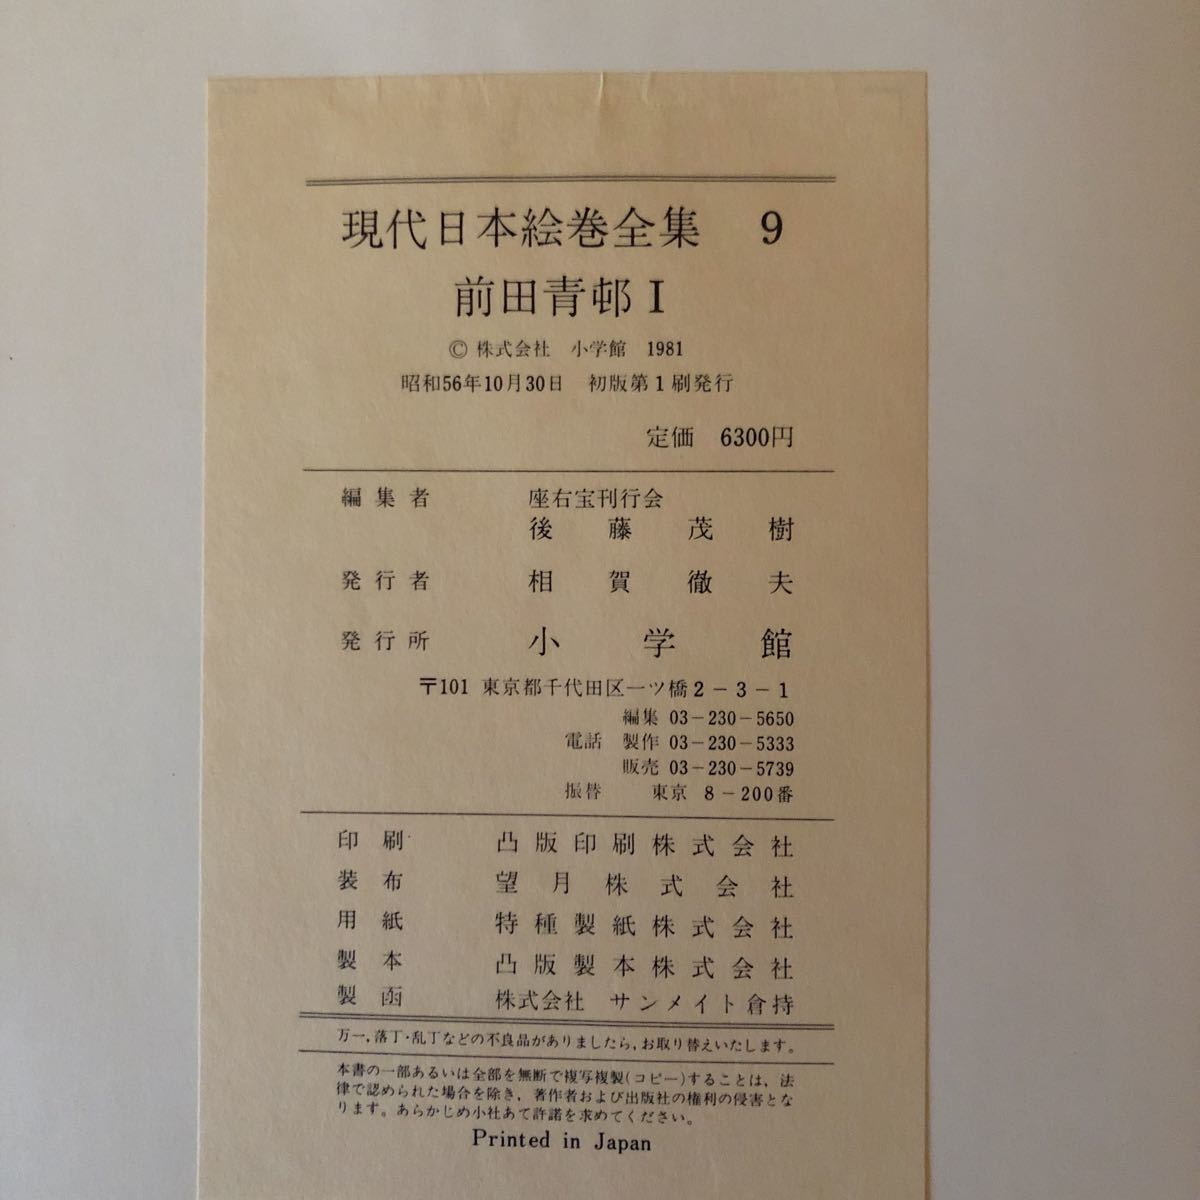 現代日本絵巻全集 9
前田青邨 I
© 株式会社 小学館 1981
昭和56年10月30日 初版第1刷発行
定価 6300円
編集者 座右宝刊行会
後藤茂樹
発行者 相賀徹夫
発行所 小学館
〒101 東京都千代田区一ツ橋2－3－1
編集 03－230－5650
電話 製作 03－230－5333
販売 03－230－5739
振替 東京 8－200番
印刷 凸版印刷株式会社
装布 望月株式会社
用紙 特種製紙株式会社
製本 凸版製本株式会社
製函 株式会社 サンメイト倉持
万一,落丁・乱丁などの不良品がありましたら,お取り替えいたします。
本書の一部あるいは全部を無断で複写複製(コピー)することは、法
律で認められた場合を除き、著作者および出版社の権利の侵害とな
ります。あらかじめ小社あて許諾を求めてください。
Printed in Japan